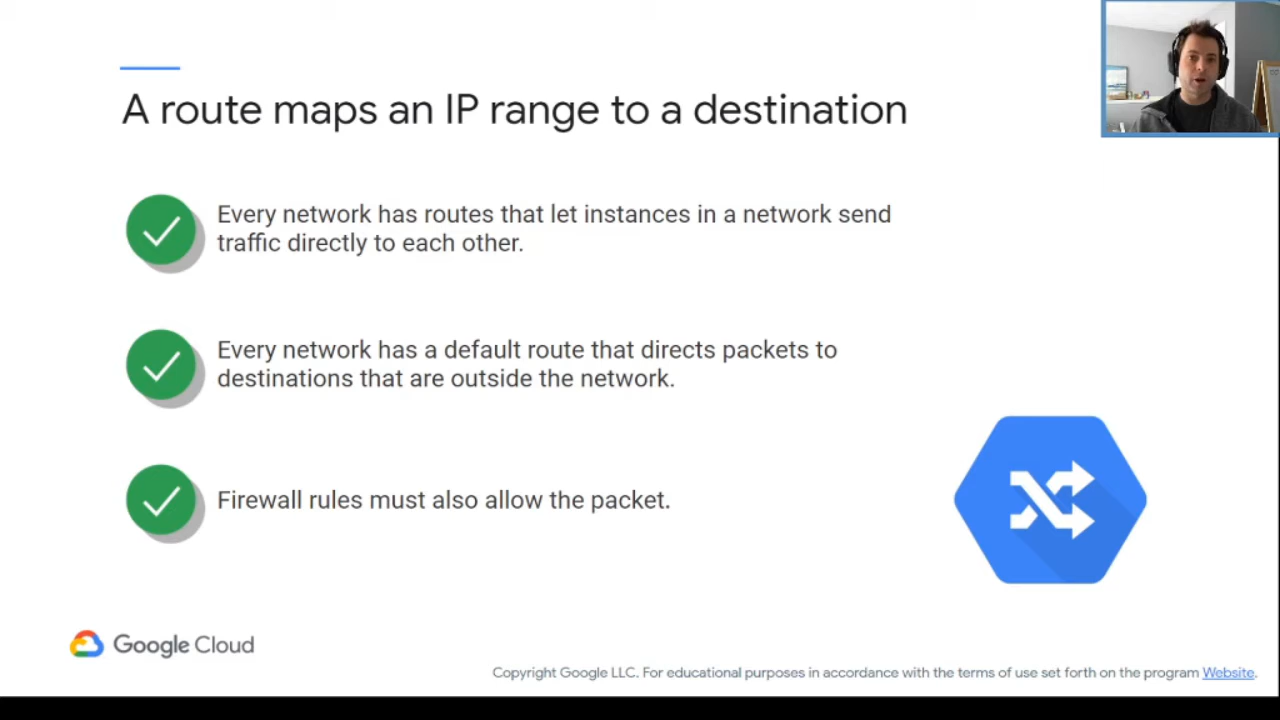 A route maps an IP range to a destination
Every network has routes that let instances in a network send
traffic directly to each other.
Every network has a default route that directs packets to
destinations that are outside the network.
Firewall rules must also allow the packet.
Google Cloud
Copyright Google LLC. For educational purposes in accordance with the terms of use set forth on the program Website.